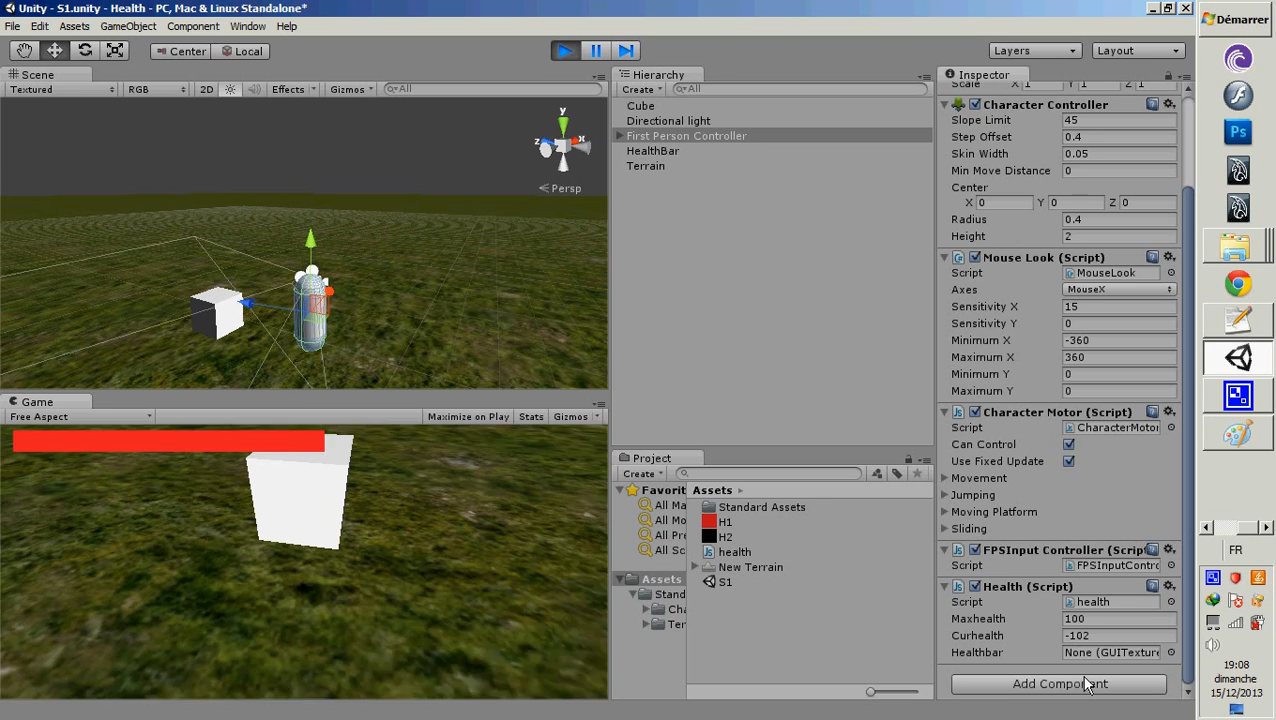 Unity - S1.unity - Health - PC, Mac & Linux Standalone*
Démarrer
File Edit Assets GameObject Component Window Help
Center Local Layers Layout
Scene
Textured RGB 2D Effects Gizmos All
y
x
z
Persp
Hierarchy
Create All
Cube
Directional light
First Person Controller
HealthBar
Terrain
Inspector
Scale X 1 Y 1 Z 1
Character Controller
Slope Limit 45
Step Offset 0.4
Skin Width 0.05
Min Move Distance 0
Center
X 0 Y 0 Z 0
Radius 0.4
Height 2
Mouse Look (Script)
Script MouseLook
Axes MouseX
Sensitivity X 15
Sensitivity Y 0
Minimum X -360
Maximum X 360
Minimum Y 0
Maximum Y 0
Character Motor (Script)
Script CharacterMotor
Can Control
Use Fixed Update
Movement
Jumping
Moving Platform
Sliding
FPSInput Controller (Script
Script FPSInputContro
Health (Script)
Script health
Maxhealth 100
Curhealth -102
Healthbar None (GUITexture
Add Component
Game
Free Aspect Maximize on Play Stats Gizmos
Project
Create
Favorit
All Ma
All Mo
All Pre
All Sc
Assets
Stand
Cha
Ter
Assets
Standard Assets
H1
H2
health
New Terrain
S1
Ps
FR
19:08
dimanche
15/12/2013